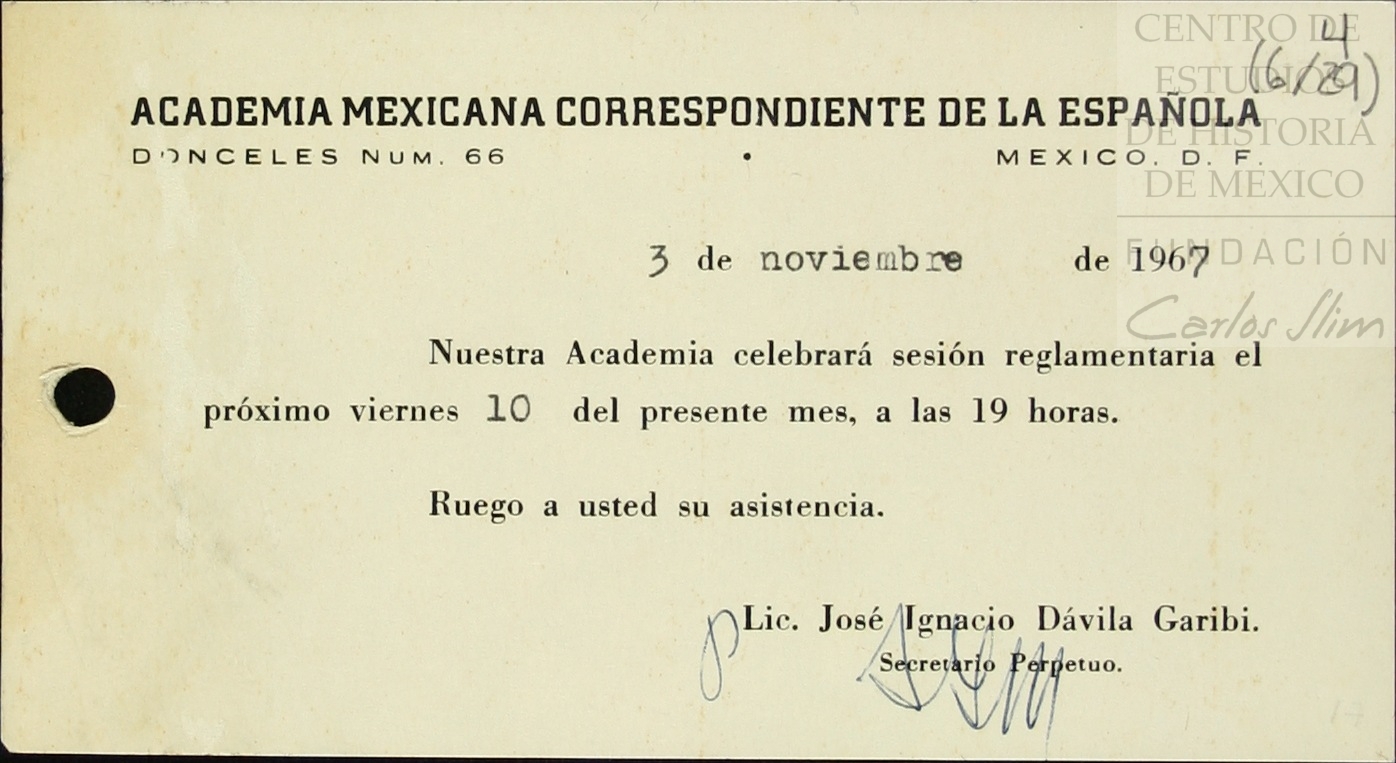 CENTRO DE
ESTUDIOS
DE HISTORIA
DE MEXICO
FUNDACIÓN
Carlos Slim
4
(6/29)
ACADEMIA MEXICANA CORRESPONDIENTE DE LA ESPAÑOLA
DONCELES NUM. 66 • MEXICO. D. F.
3 de noviembre de 1967
Nuestra Academia celebrará sesión reglamentaria el
próximo viernes 10 del presente mes, a las 19 horas.
Ruego a usted su asistencia.
Lic. José Ignacio Dávila Garibi.
Secretario Perpetuo.